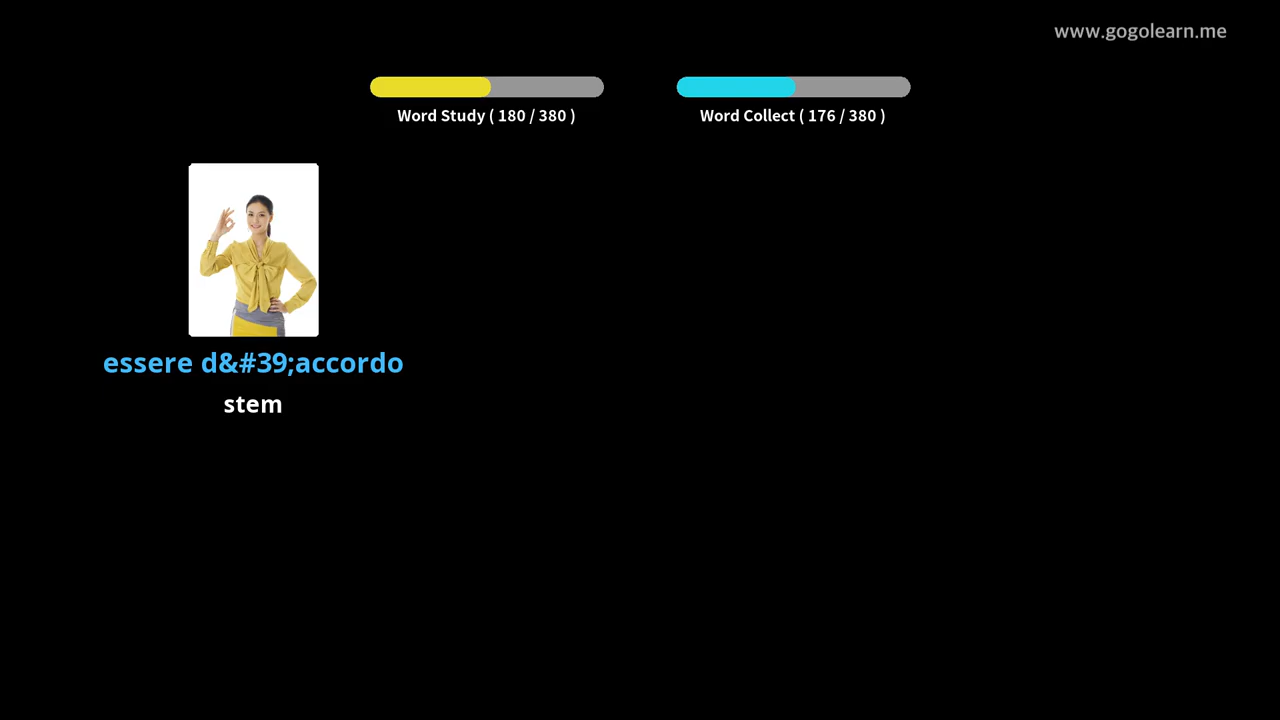 www.gogolearn.me
Word Study ( 180 / 380 )
Word Collect ( 176 / 380 )
essere d&#39;accordo
stem